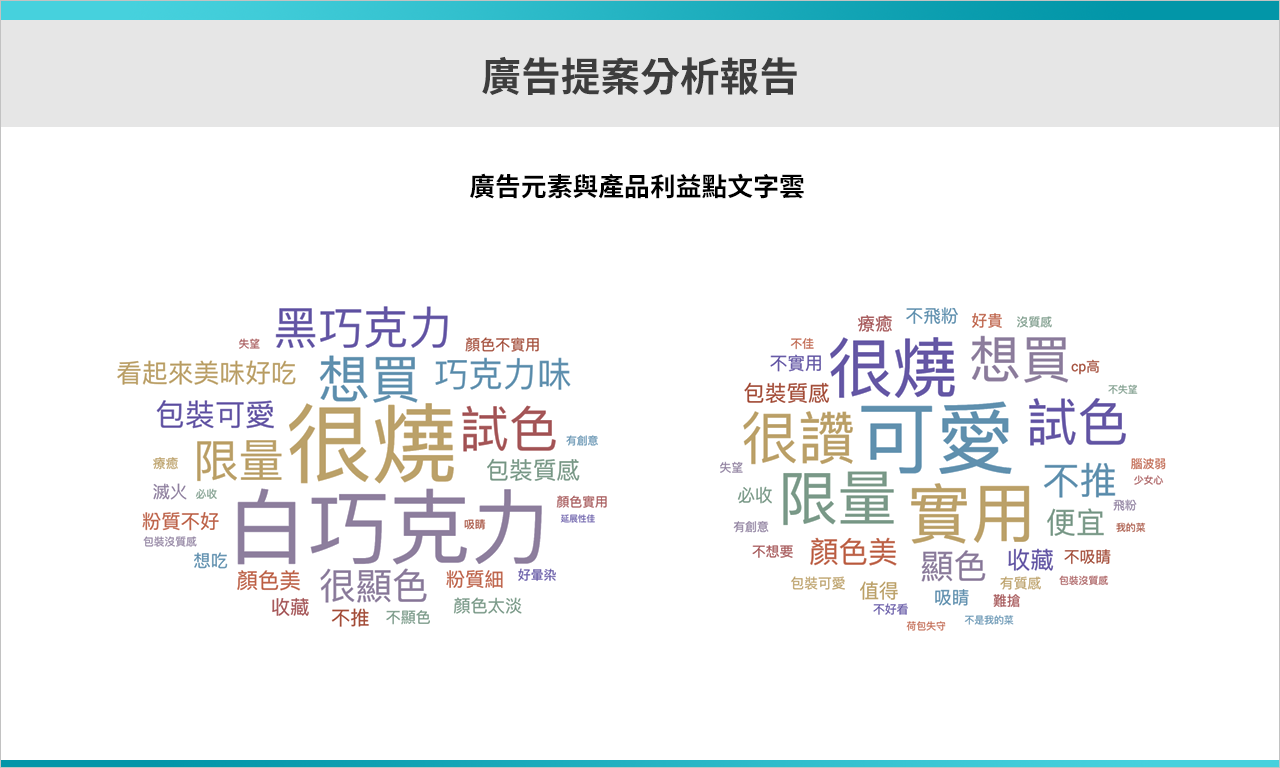 廣告提案分析報告
廣告元素與產品利益點文字雲
黑巧克力
失望
顏色不實用
看起來美味好吃
想買
巧克力味
包裝可愛
很燒
試色
有創意
限量
包裝質感
療癒
滅火
必收
白巧克力
顏色實用
粉質不好
吸睛
延展性佳
包裝沒質感
想吃
顏色美
很顯色
粉質細
好暈染
收藏
不推
不顯色
顏色太淡
療癒
不飛粉
好貴
沒質感
不佳
不實用
很燒
想買
cp高
包裝質感
不失望
很讚
可愛
試色
失望
限量
實用
不推
腦波弱
少女心
必收
飛粉
有創意
便宜
我的菜
不想要
顏色美
顯色
收藏
不吸睛
包裝可愛
值得
吸睛
有質感
包裝沒質感
不好看
難搶
荷包失守
不是我的菜